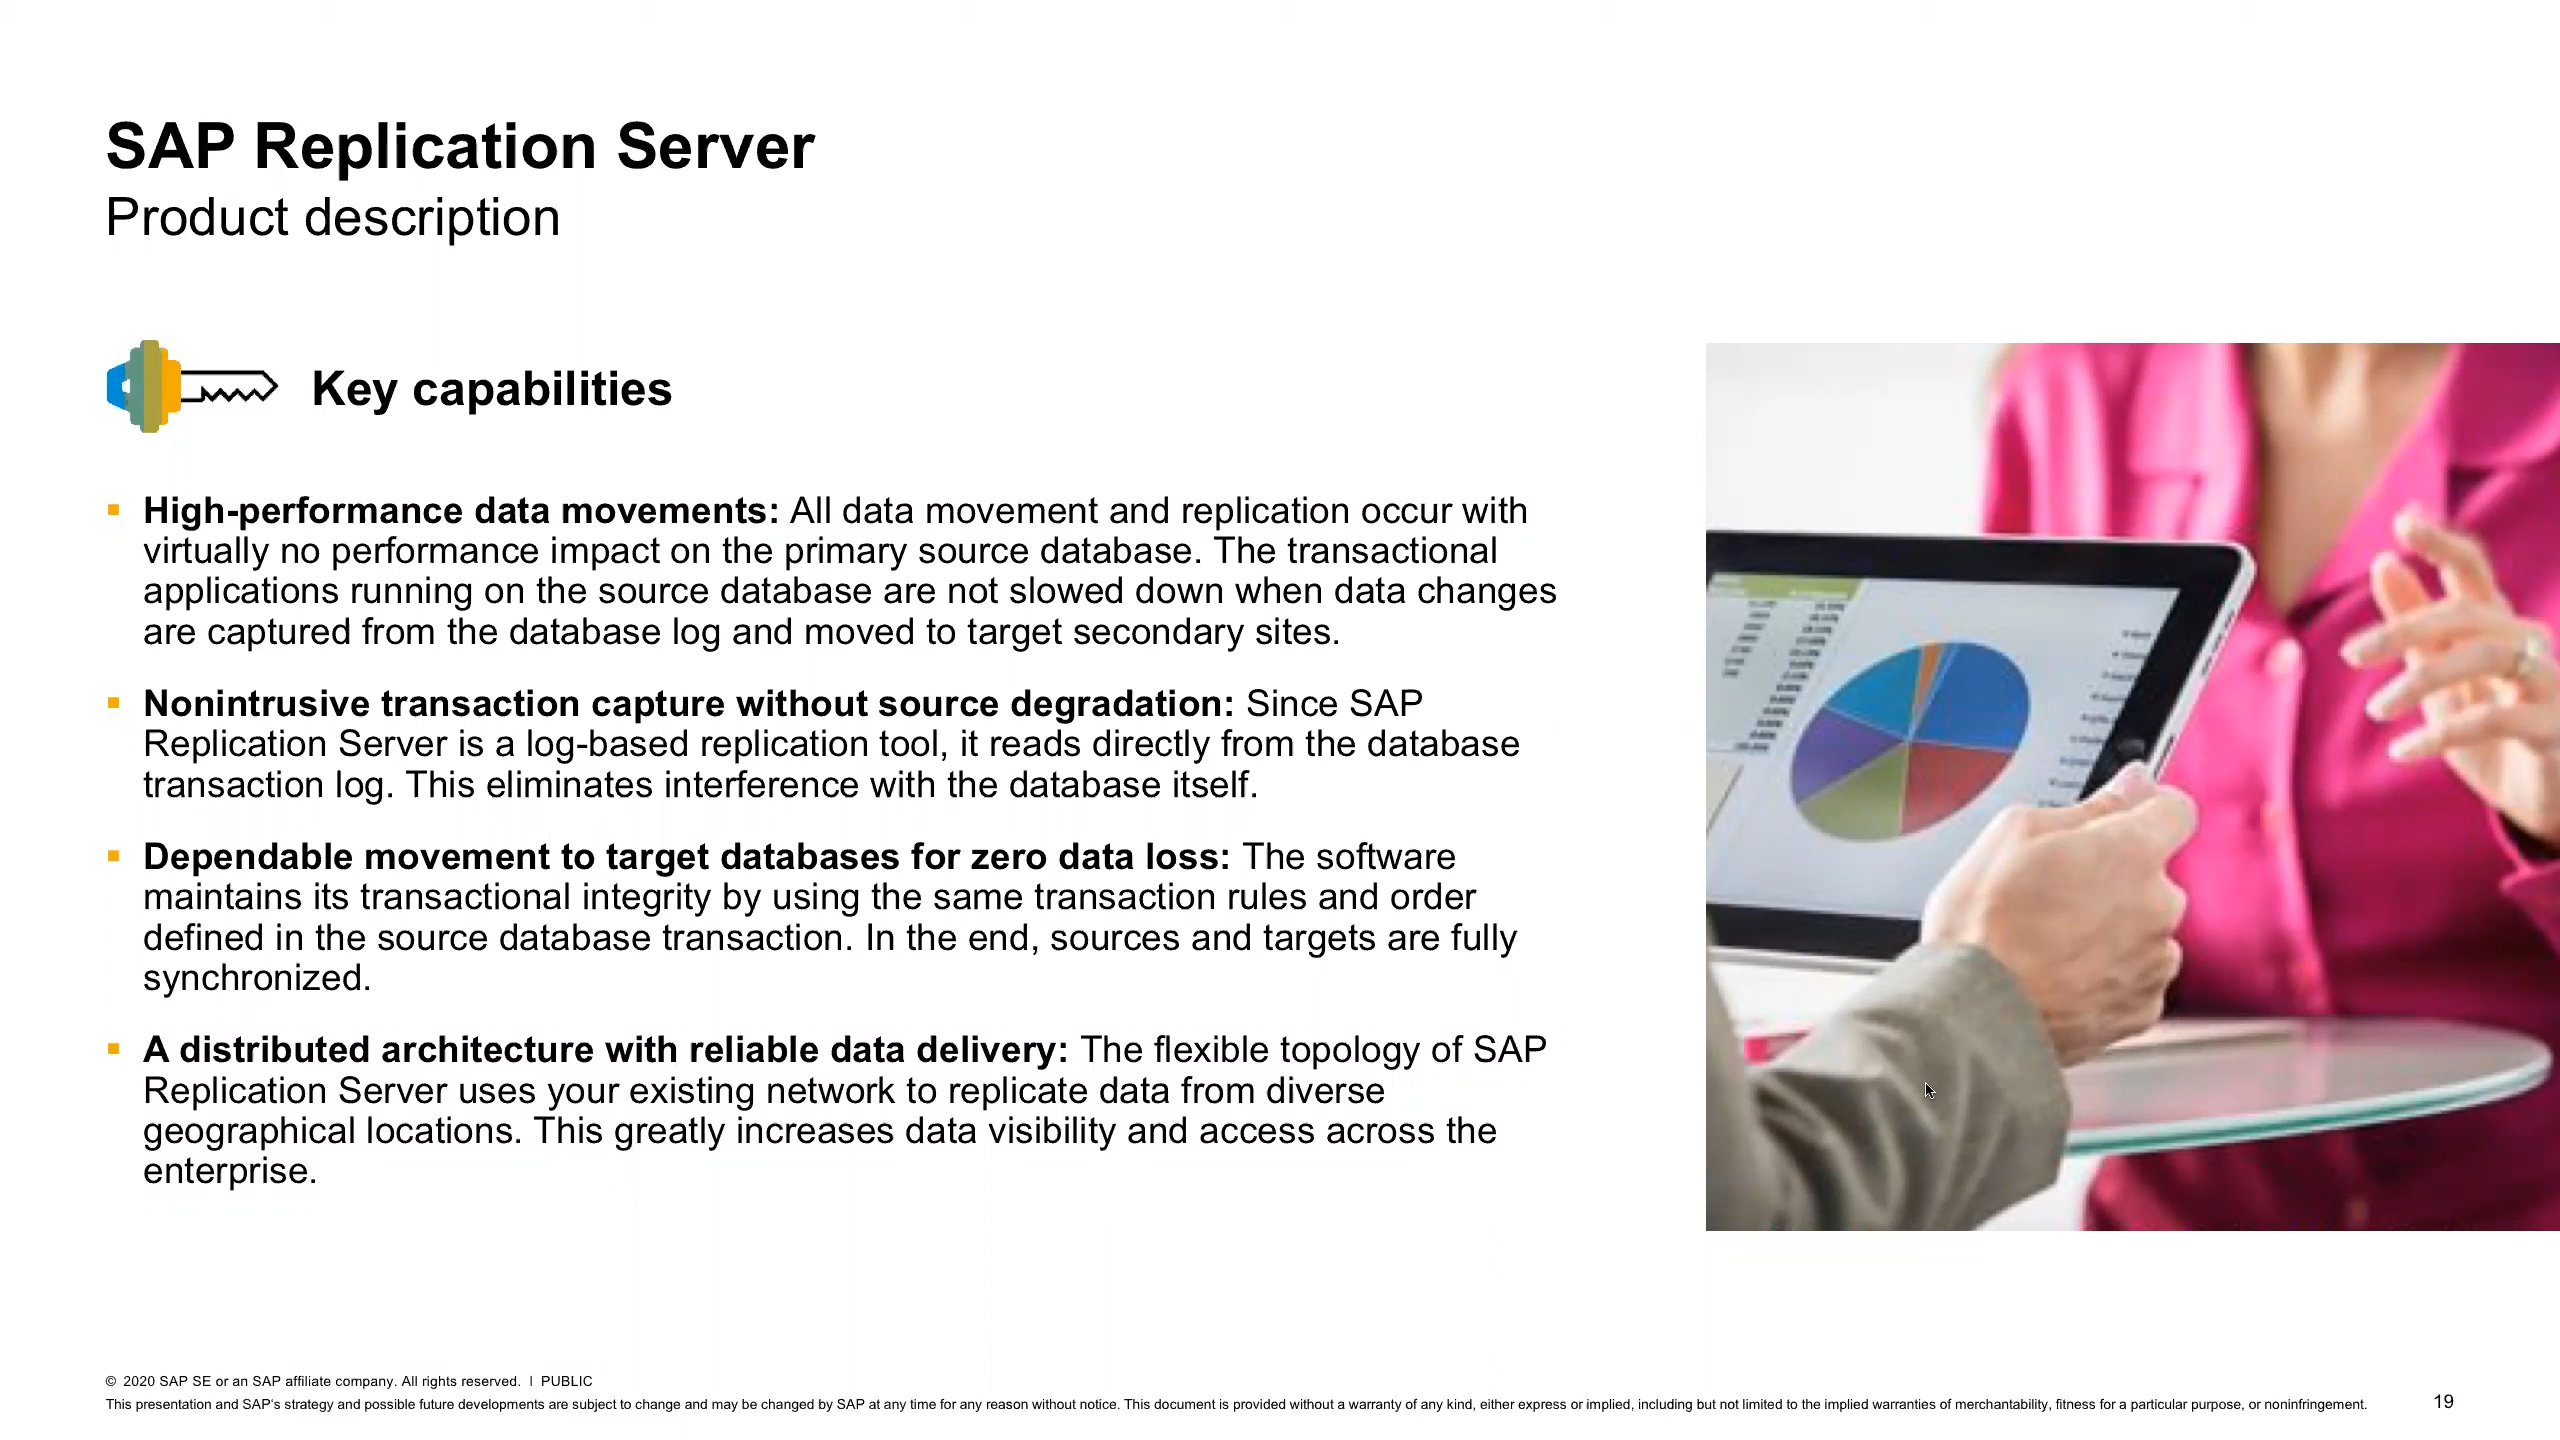 SAP Replication Server
Product description
Key capabilities
▪ High-performance data movements: All data movement and replication occur with
virtually no performance impact on the primary source database. The transactional
applications running on the source database are not slowed down when data changes
are captured from the database log and moved to target secondary sites.
▪ Nonintrusive transaction capture without source degradation: Since SAP
Replication Server is a log-based replication tool, it reads directly from the database
transaction log. This eliminates interference with the database itself.
▪ Dependable movement to target databases for zero data loss: The software
maintains its transactional integrity by using the same transaction rules and order
defined in the source database transaction. In the end, sources and targets are fully
synchronized.
▪ A distributed architecture with reliable data delivery: The flexible topology of SAP
Replication Server uses your existing network to replicate data from diverse
geographical locations. This greatly increases data visibility and access across the
enterprise.
© 2020 SAP SE or an SAP affiliate company. All rights reserved. | PUBLIC
This presentation and SAP's strategy and possible future developments are subject to change and may be changed by SAP at any time for any reason without notice. This document is provided without a warranty of any kind, either express or implied, including but not limited to the implied warranties of merchantability, fitness for a particular purpose, or noninfringement.
19